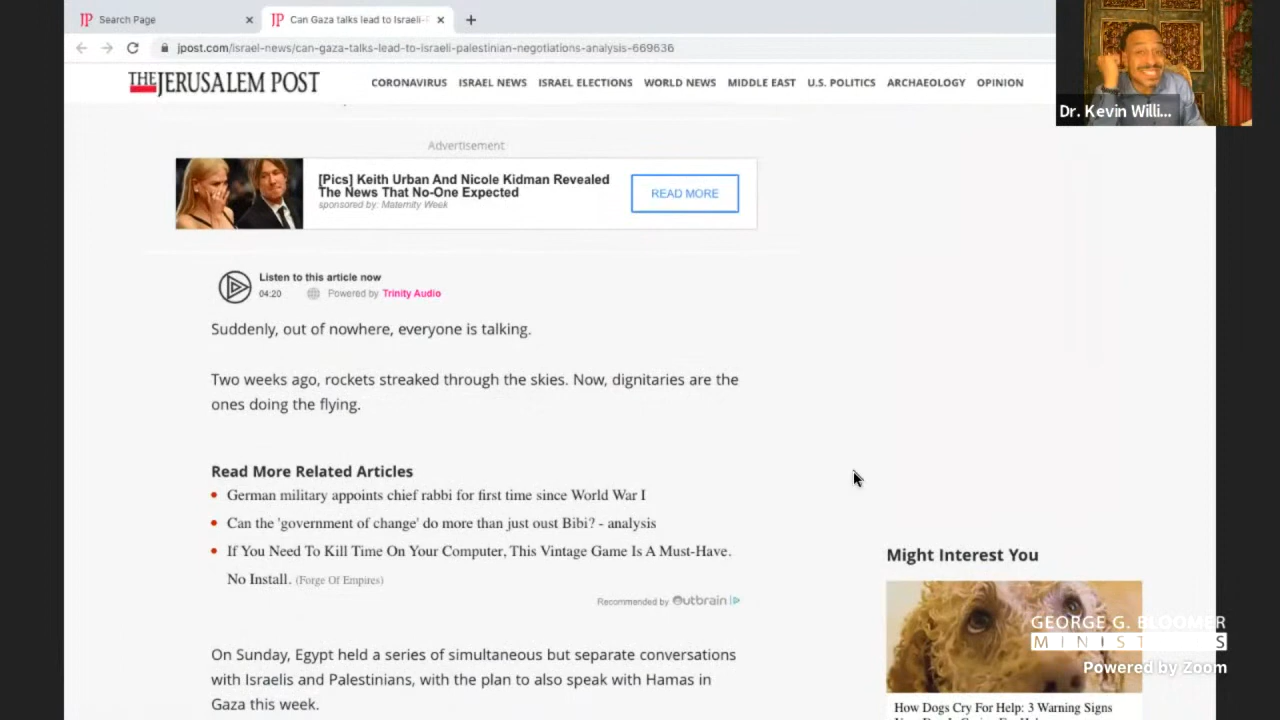 JP Search Page
JP Can Gaza talks lead to Israeli-
jpost.com/israel-news/can-gaza-talks-lead-to-israeli-palestinian-negotiations-analysis-669636
THE JERUSALEM POST
CORONAVIRUS ISRAEL NEWS ISRAEL ELECTIONS WORLD NEWS MIDDLE EAST U.S. POLITICS ARCHAEOLOGY OPINION
Dr. Kevin Willi...
Advertisement
[Pics] Keith Urban And Nicole Kidman Revealed
The News That No-One Expected
sponsored by: Maternity Week
READ MORE
Listen to this article now
04:20 Powered by Trinity Audio
Suddenly, out of nowhere, everyone is talking.
Two weeks ago, rockets streaked through the skies. Now, dignitaries are the
ones doing the flying.
Read More Related Articles
German military appoints chief rabbi for first time since World War I
Can the 'government of change' do more than just oust Bibi? - analysis
If You Need To Kill Time On Your Computer, This Vintage Game Is A Must-Have.
No Install. (Forge Of Empires)
Recommended by Outbrain
On Sunday, Egypt held a series of simultaneous but separate conversations
with Israelis and Palestinians, with the plan to also speak with Hamas in
Gaza this week.
Might Interest You
GEORGE G. BLOOMER
MINISTRIES
Powered by Zoom
How Dogs Cry For Help: 3 Warning Signs